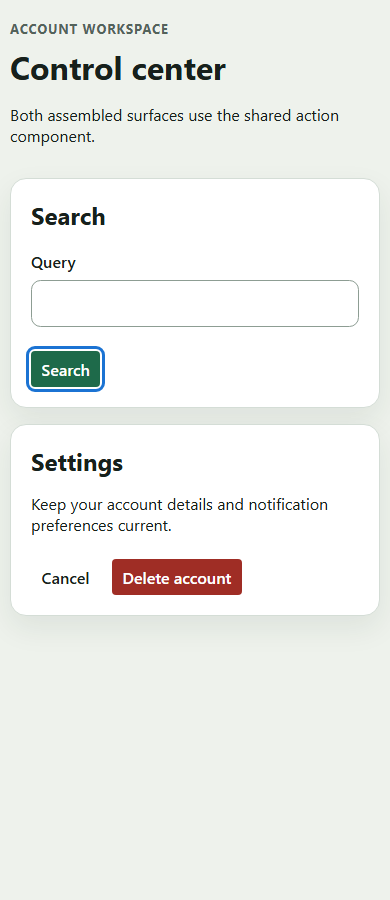 ACCOUNT WORKSPACE
Control center
Both assembled surfaces use the shared action
component.
Search
Query
Search
Settings
Keep your account details and notification
preferences current.
Cancel
Delete account